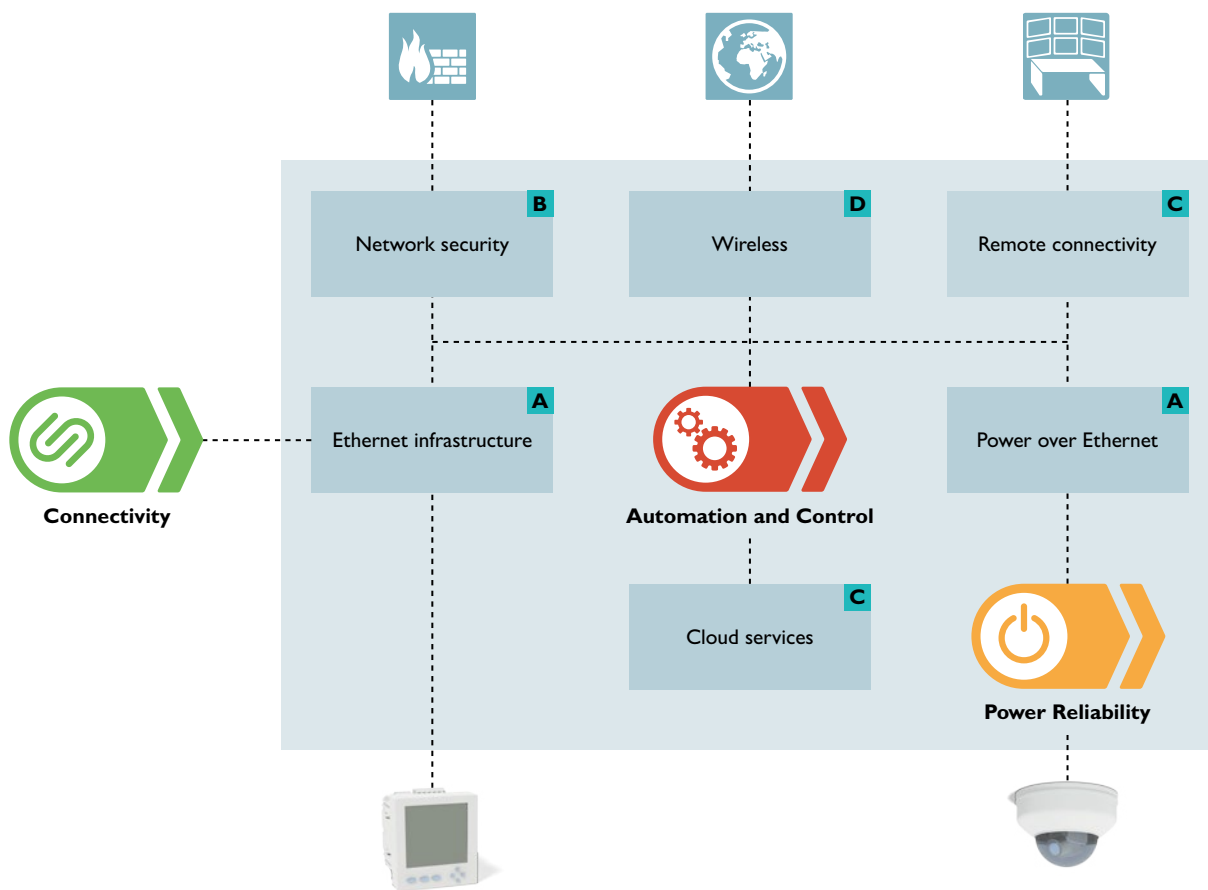 B
Network security
D
Wireless
C
Remote connectivity
Connectivity
A
Ethernet infrastructure
Automation and Control
A
Power over Ethernet
C
Cloud services
Power Reliability